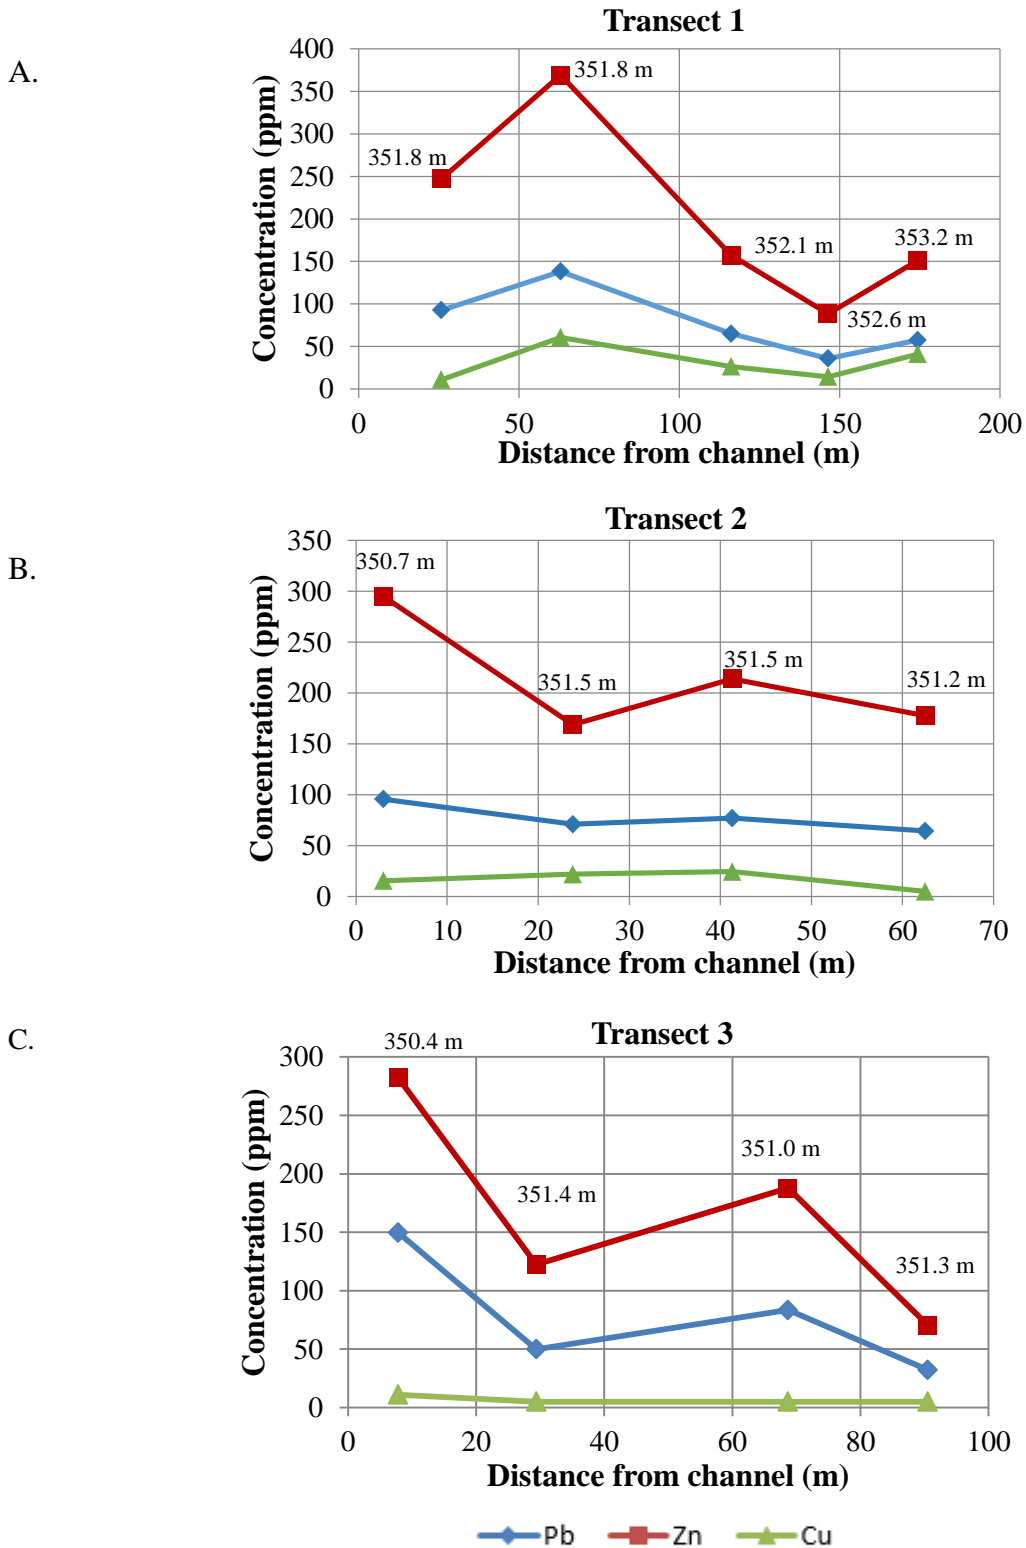 Transect 1
A.
Concentration (ppm)
400
350
300
250
200
150
100
50
0
351.8 m
351.8 m
352.1 m
352.6 m
353.2 m
0 50 100 150 200
Distance from channel (m)
Transect 2
B.
Concentration (ppm)
350
300
250
200
150
100
50
0
350.7 m
351.5 m
351.5 m
351.2 m
0 10 20 30 40 50 60 70
Distance from channel (m)
Transect 3
C.
Concentration (ppm)
300
250
200
150
100
50
0
350.4 m
351.4 m
351.0 m
351.3 m
0 20 40 60 80 100
Distance from channel (m)
Pb Zn Cu